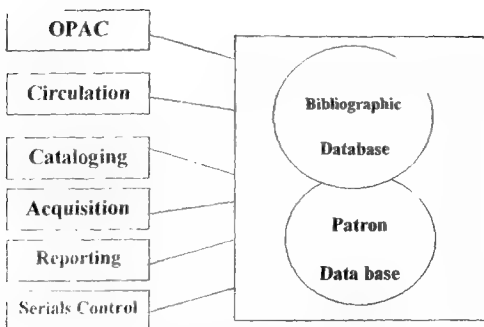 OPAC
Circulation
Cataloging
Acquisition
Reporting
Serials Control
Bibliographic
Database
Patron
Data base